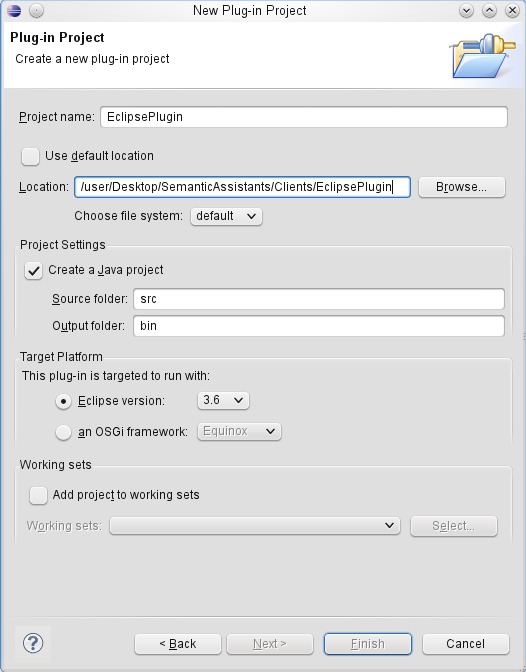 New Plug-in Project
Plug-in Project
Create a new plug-in project
Project name: EclipsePlugin
Use default location
Location: /user/Desktop/SemanticAssistants/Clients/EclipsePlugin Browse...
Choose file system: default
Project Settings
Create a Java project
Source folder: src
Output folder: bin
Target Platform
This plug-in is targeted to run with:
Eclipse version: 3.6
an OSGi framework: Equinox
Working sets
Add project to working sets
Working sets: Select...
? < Back Next > Finish Cancel